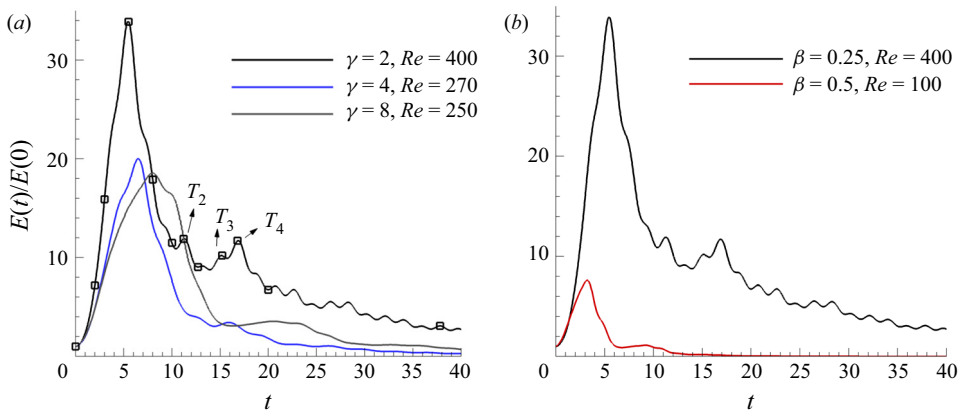 (a)
γ = 2, Re = 400
γ = 4, Re = 270
γ = 8, Re = 250
E(t)/E(0)
30
20
10
T2
T3
T4
0 5 10 15 20 25 30 35 40
t
(b)
β = 0.25, Re = 400
β = 0.5, Re = 100
30
20
10
0 5 10 15 20 25 30 35 40
t